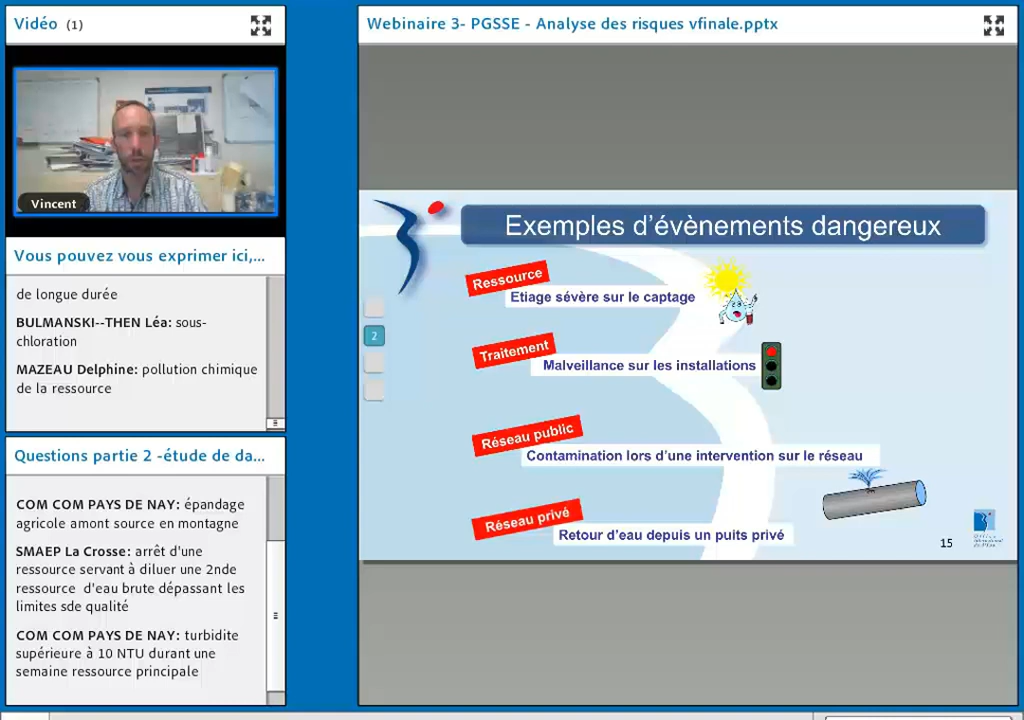 Vidéo (1)
Vincent
Vous pouvez vous exprimer ici,...
de longue durée
BULMANSKI--THEN Léa: sous-
chloration
MAZEAU Delphine: pollution chimique
de la ressource
Questions partie 2 -étude de da...
COM COM PAYS DE NAY: épandage
agricole amont source en montagne
SMAEP La Crosse: arrêt d'une
ressource servant à diluer une 2nde
ressource d'eau brute dépassant les
limites sde qualité
COM COM PAYS DE NAY: turbidite
supérieure à 10 NTU durant une
semaine ressource principale
Webinaire 3- PGSSE - Analyse des risques vfinale.pptx
Exemples d'évènements dangereux
Ressource
Etiage sévère sur le captage
2
Traitement
Malveillance sur les installations
Réseau public
Contamination lors d'une intervention sur le réseau
Réseau privé
Retour d'eau depuis un puits privé
15